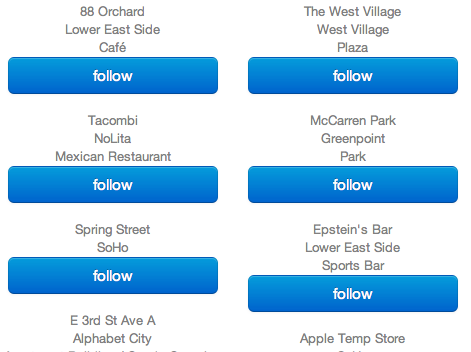 88 Orchard
Lower East Side
Café
follow
The West Village
West Village
Plaza
follow
Tacombi
NoLita
Mexican Restaurant
follow
McCarren Park
Greenpoint
Park
follow
Spring Street
SoHo
follow
Epstein's Bar
Lower East Side
Sports Bar
follow
E 3rd St Ave A
Alphabet City
Apple Temp Store